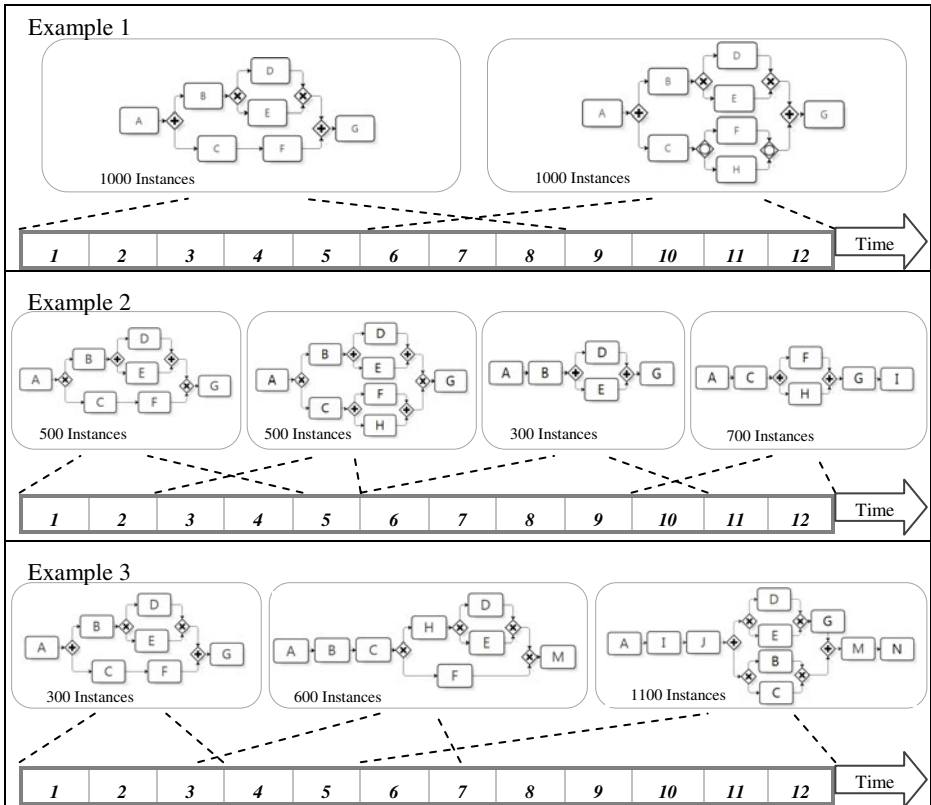 Example 1
A
B
D
E
C
F
G
1000 Instances
A
B
D
E
C
F
H
G
1000 Instances
1 2 3 4 5 6 7 8 9 10 11 12
Time
Example 2
A
B
D
E
C
F
G
500 Instances
A
B
D
E
C
F
H
G
500 Instances
A
B
D
E
G
300 Instances
A
C
F
H
G
I
700 Instances
1 2 3 4 5 6 7 8 9 10 11 12
Time
Example 3
A
B
D
E
C
F
G
300 Instances
A
B
C
H
D
E
F
M
600 Instances
A
I
J
D
E
G
B
C
M
N
1100 Instances
1 2 3 4 5 6 7 8 9 10 11 12
Time